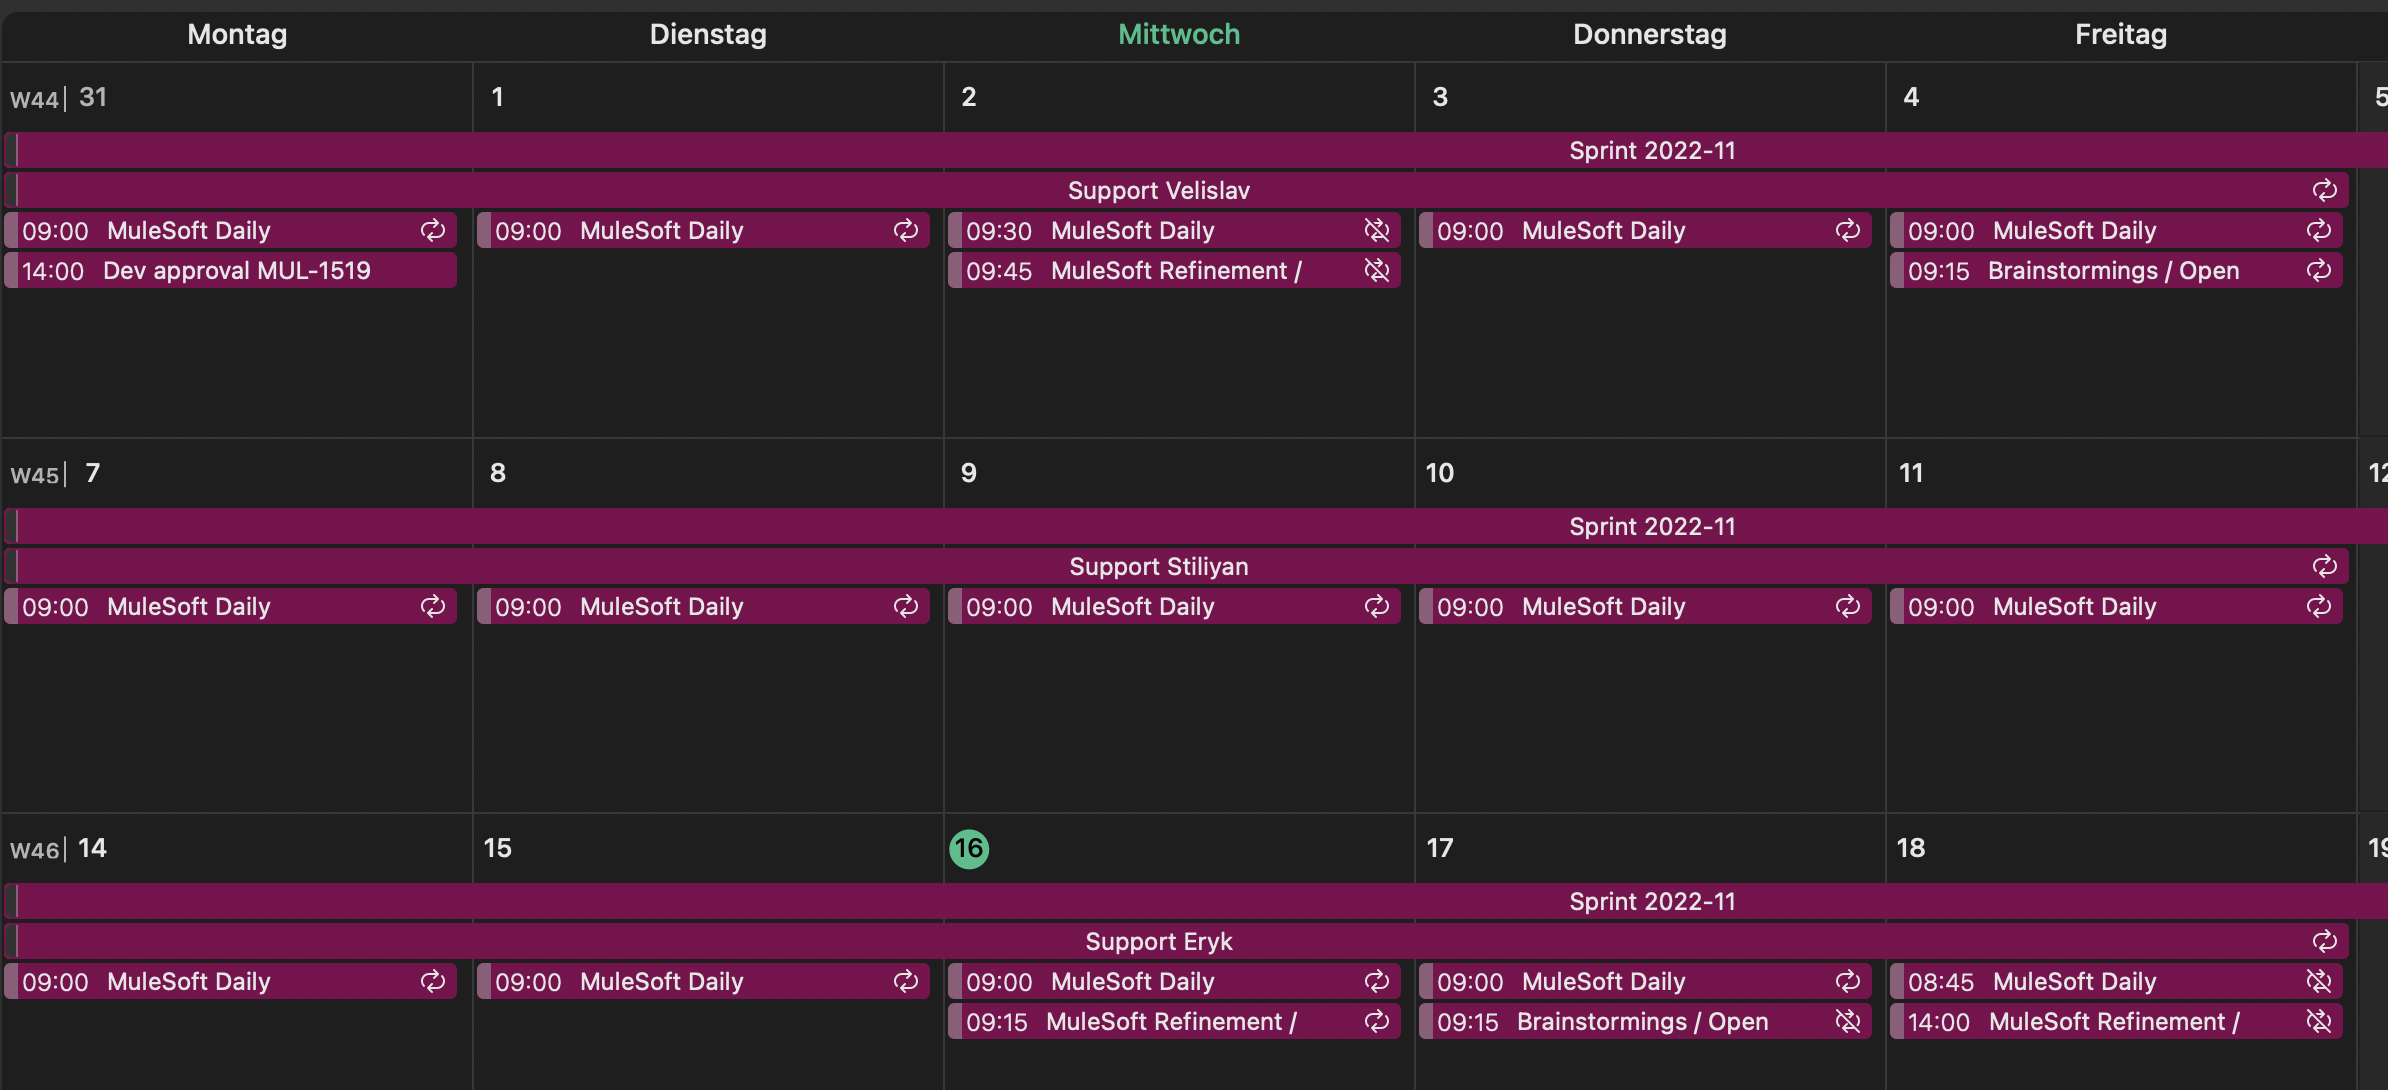 Montag Dienstag Mittwoch Donnerstag Freitag
W44 31 1 2 3 4 5
Sprint 2022-11
Support Velislav
09:00 MuleSoft Daily 09:00 MuleSoft Daily 09:30 MuleSoft Daily 09:00 MuleSoft Daily 09:00 MuleSoft Daily
14:00 Dev approval MUL-1519 09:45 MuleSoft Refinement / 09:15 Brainstormings / Open
W45 7 8 9 10 11 12
Sprint 2022-11
Support Stiliyan
09:00 MuleSoft Daily 09:00 MuleSoft Daily 09:00 MuleSoft Daily 09:00 MuleSoft Daily 09:00 MuleSoft Daily
W46 14 15 16 17 18 19
Sprint 2022-11
Support Eryk
09:00 MuleSoft Daily 09:00 MuleSoft Daily 09:00 MuleSoft Daily 09:00 MuleSoft Daily 08:45 MuleSoft Daily
09:15 MuleSoft Refinement / 09:15 Brainstormings / Open 14:00 MuleSoft Refinement /